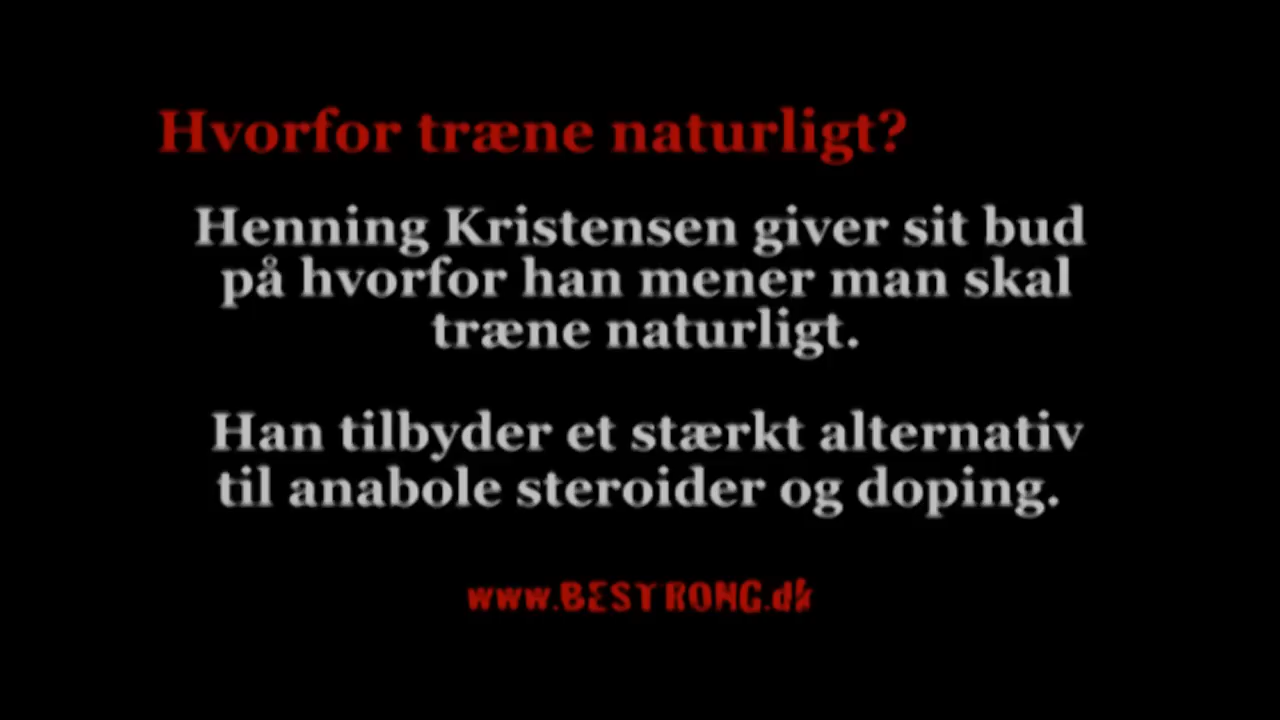 Hvorfor træne naturligt?
Henning Kristensen giver sit bud
på hvorfor han mener man skal
træne naturligt.
Han tilbyder et stærkt alternativ
til anabole steroider og doping.
www.BESTRONG.dk